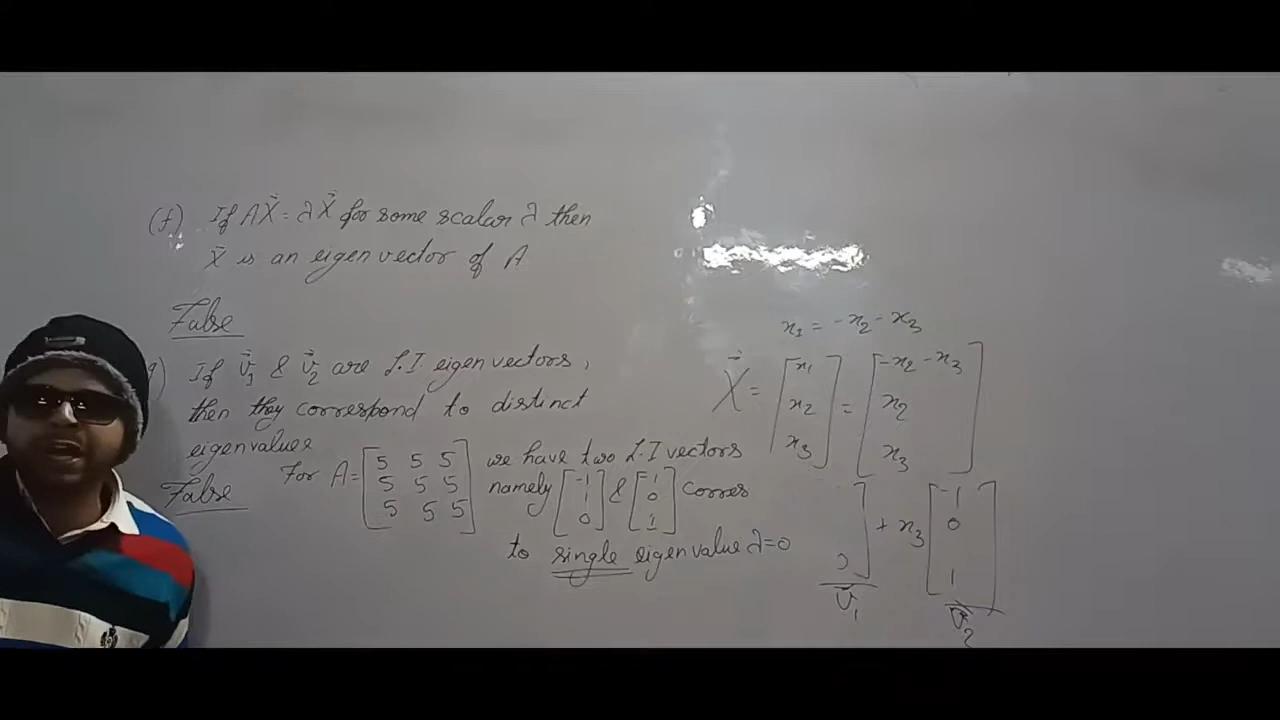 (f) If AX⃗ = λX⃗ for some scalar λ then
X⃗ is an eigen vector of A
False
g) If v⃗₁ & v⃗₂ are L.I. eigen vectors,
then they correspond to distinct
eigenvalues
False
For A = [5 5 5; 5 5 5; 5 5 5] we have two L.I vectors
namely [-1; 1; 0] & [-1; 0; 1] corres
to single eigen value λ=0
x₁ = -x₂ - x₃
X⃗ = [x₁; x₂; x₃] = [-x₂ - x₃; x₂; x₃]
] + x₃ [-1; 0; 1]
v⃗₁ v⃗₂